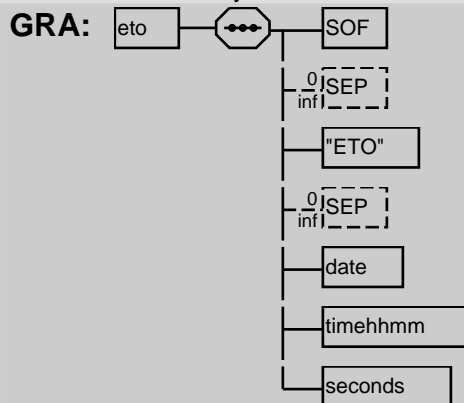 GRA: eto SOF
0
inf SEP
"ETO"
0
inf SEP
date
timehhmm
seconds